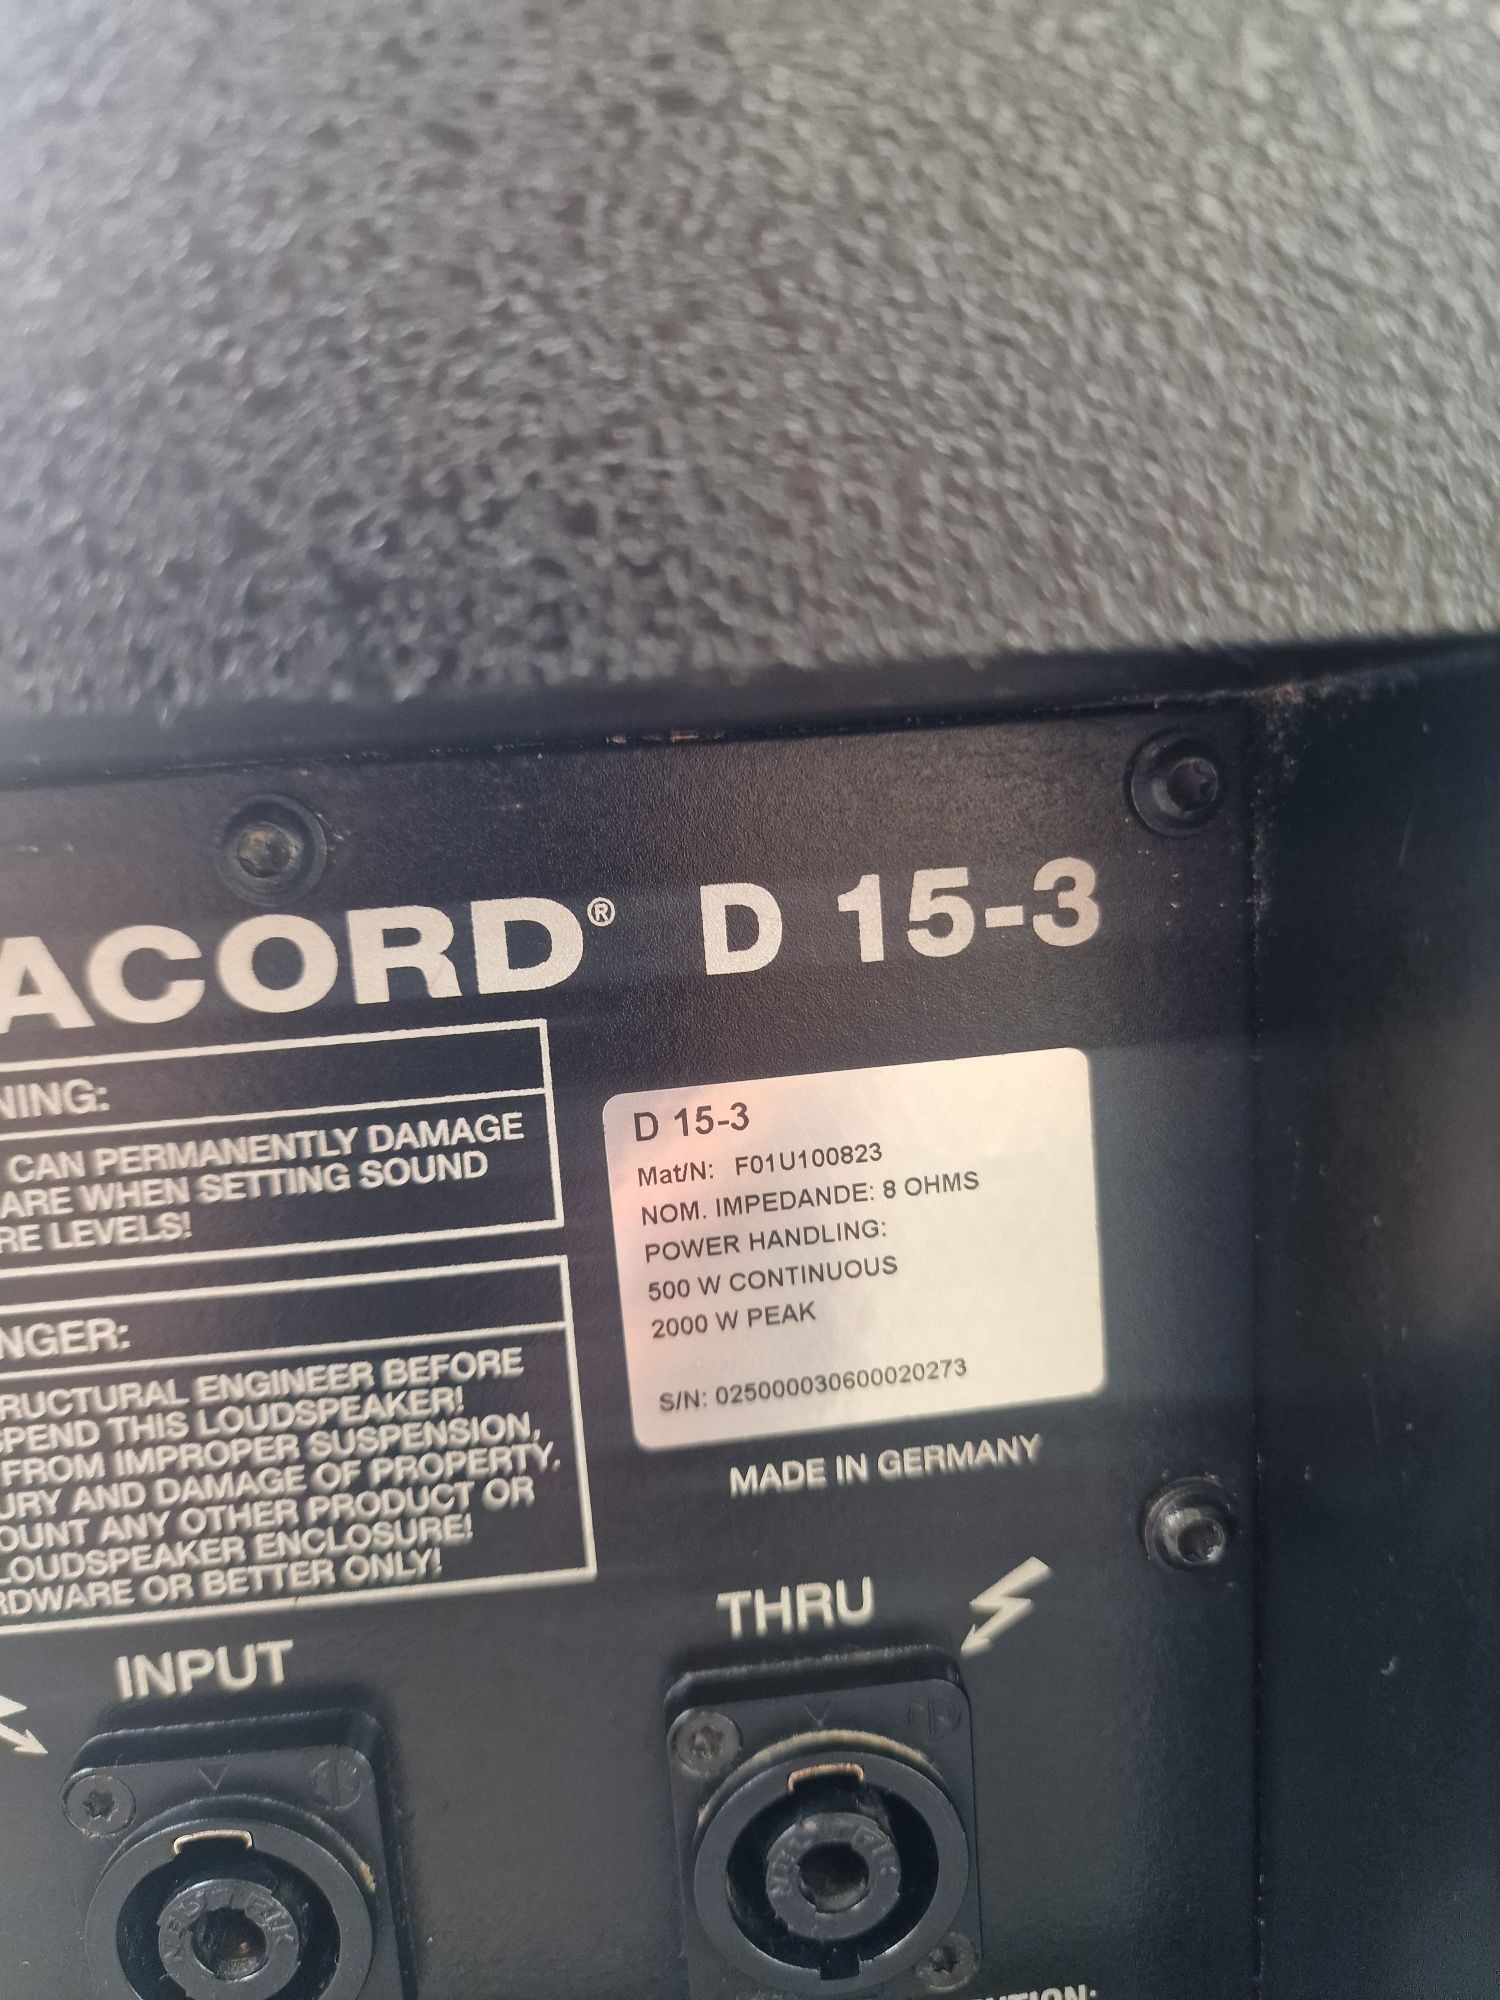 ACORD® D 15-3
NING:
CAN PERMANENTLY DAMAGE
ARE WHEN SETTING SOUND
RE LEVELS!
NGER:
RUCTURAL ENGINEER BEFORE
PEND THIS LOUDSPEAKER!
FROM IMPROPER SUSPENSION,
URY AND DAMAGE OF PROPERTY.
OUNT ANY OTHER PRODUCT OR
LOUDSPEAKER ENCLOSURE!
RDWARE OR BETTER ONLY!
D 15-3
Mat/N: F01U100823
NOM. IMPEDANDE: 8 OHMS
POWER HANDLING:
500 W CONTINUOUS
2000 W PEAK
S/N: 025000030600020273
MADE IN GERMANY
INPUT
THRU
NEUTRIK
NEUTRIK